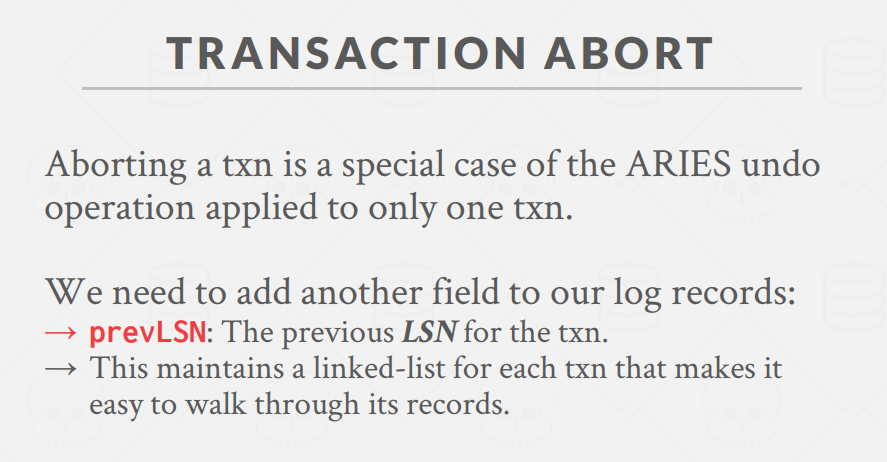 TRANSACTION ABORT
Aborting a txn is a special case of the ARIES undo
operation applied to only one txn.
We need to add another field to our log records:
→ prevLSN: The previous LSN for the txn.
→ This maintains a linked-list for each txn that makes it
easy to walk through its records.